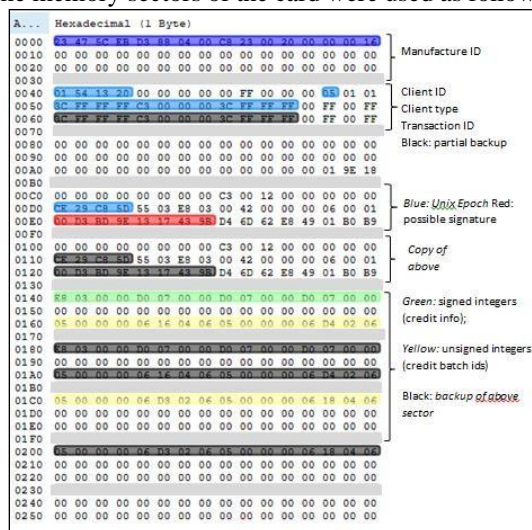 ne memory sectors of the card were used as follow
A... Hexadecimal (1 Byte)
0000 23 47 5C EB D3 88 04 00 C8 23 00 20 00 00 00 16
0010 00 00 00 00 00 00 00 00 00 00 00 00 00 00 00 00
0020 00 00 00 00 00 00 00 00 00 00 00 00 00 00 00 00
0030
0040 01 54 13 20 00 00 00 00 00 FF 00 00 00 05 01 01
0050 3C FF FF FF C3 00 00 00 3C FF FF FF 00 FF 00 FF
0060 3C FF FF FF C3 00 00 00 3C FF FF FF 00 FF 00 FF
0070
0080 00 00 00 00 00 00 00 00 00 00 00 00 00 00 00 00
0090 00 00 00 00 00 00 00 00 00 00 00 00 00 00 00 00
00A0 00 00 00 00 00 00 00 00 00 00 00 00 00 01 9E 18
00B0
00C0 00 00 00 00 00 00 00 00 C3 00 12 00 00 00 00 00
00D0 CE 29 C8 5D 55 03 E8 03 00 42 00 00 00 06 00 01
00E0 00 D3 BD 9E 13 17 43 9B D4 6D 62 E8 49 01 B0 B9
00F0
0100 00 00 00 00 00 00 00 00 C3 00 12 00 00 00 00 00
0110 CE 29 C8 5D 55 03 E8 03 00 42 00 00 00 06 00 01
0120 00 D3 BD 9E 13 17 43 9B D4 6D 62 E8 49 01 B0 B9
0130
0140 E8 03 00 00 D0 07 00 00 D0 07 00 00 D0 07 00 00
0150 00 00 00 00 00 00 00 00 00 00 00 00 00 00 00 00
0160 05 00 00 00 06 16 04 06 05 00 00 00 06 D4 02 06
0170
0180 E8 03 00 00 D0 07 00 00 D0 07 00 00 D0 07 00 00
0190 00 00 00 00 00 00 00 00 00 00 00 00 00 00 00 00
01A0 05 00 00 00 06 16 04 06 05 00 00 00 06 D4 02 06
01B0
01C0 05 00 00 00 06 D3 02 06 05 00 00 00 06 18 04 06
01D0 00 00 00 00 00 00 00 00 00 00 00 00 00 00 00 00
01E0 00 00 00 00 00 00 00 00 00 00 00 00 00 00 00 00
01F0
0200 05 00 00 00 06 D3 02 06 05 00 00 00 06 18 04 06
0210 00 00 00 00 00 00 00 00 00 00 00 00 00 00 00 00
0220 00 00 00 00 00 00 00 00 00 00 00 00 00 00 00 00
0230
0240 00 00 00 00 00 00 00 00 00 00 00 00 00 00 00 00
0250 00 00 00 00 00 00 00 00 00 00 00 00 00 00 00 00
Manufacture ID
Client ID
Client type
Transaction ID
Black: partial backup
Blue: Unix Epoch Red:
possible signature
Copy of
above
Green: signed integers
(credit info);
Yellow: unsigned integers
(credit batch ids)
Black: backup of above
sector